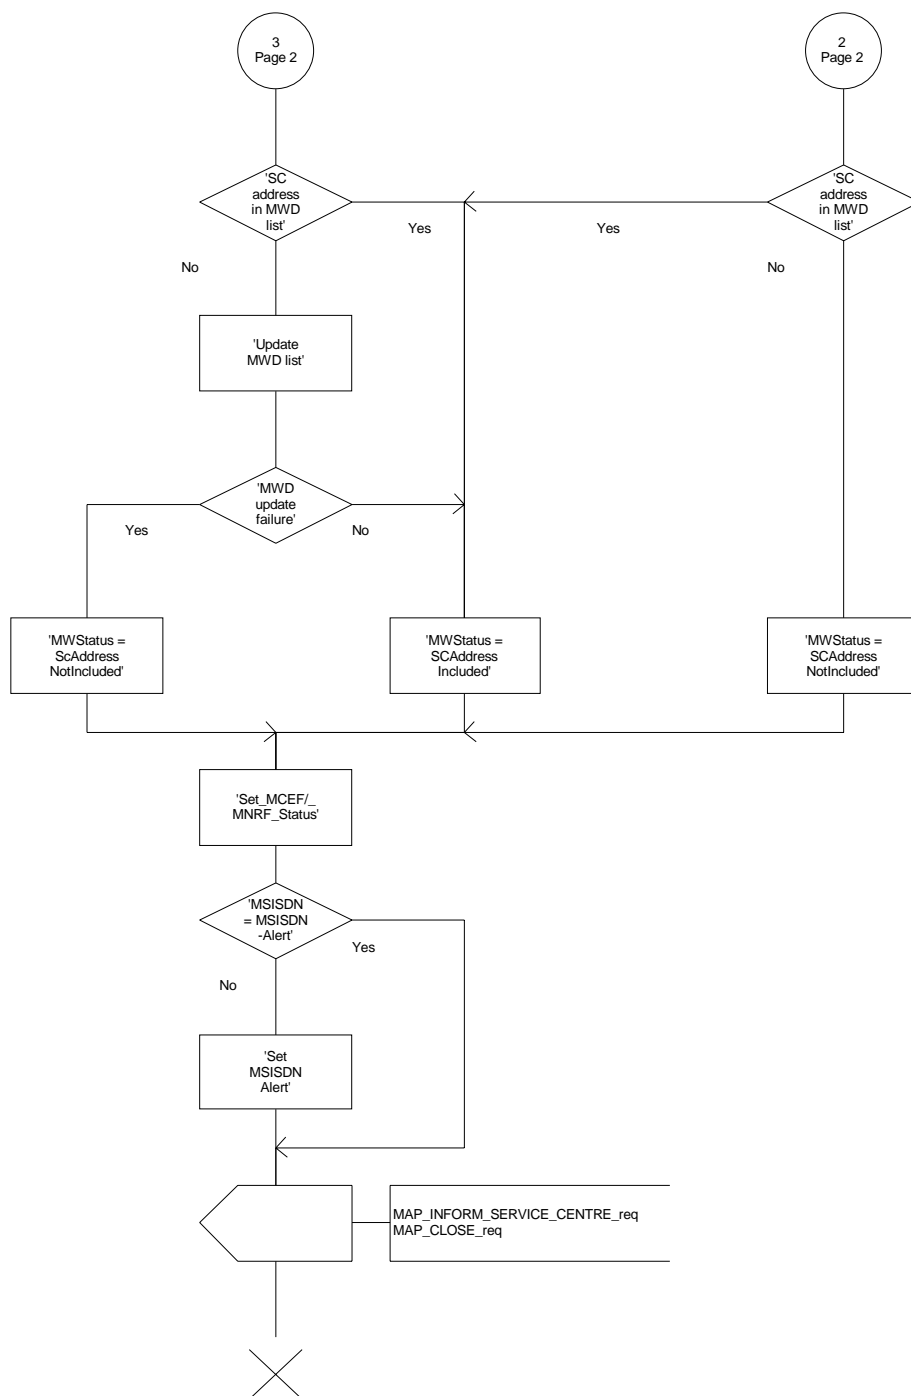 3
Page 2
2
Page 2
'SC
address
in MWD
list'
'SC
address
in MWD
list'
Yes
Yes
No
No
'Update
MWD list'
'MWD
update
failure'
Yes
No
'MWStatus =
ScAddress
NotIncluded'
'MWStatus =
SCAddress
Included'
'MWStatus =
SCAddress
NotIncluded'
'Set_MCEF/_
MNRF_Status'
'MSISDN
= MSISDN
-Alert'
Yes
No
'Set
MSISDN
Alert'
MAP_INFORM_SERVICE_CENTRE_req
MAP_CLOSE_req